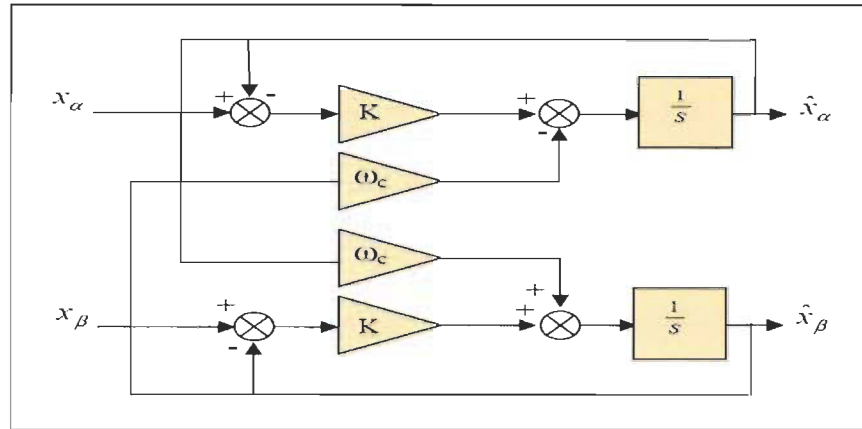 x_α + - K + - 1/s x̂_α
ω_c
ω_c
x_β + - K + + 1/s x̂_β